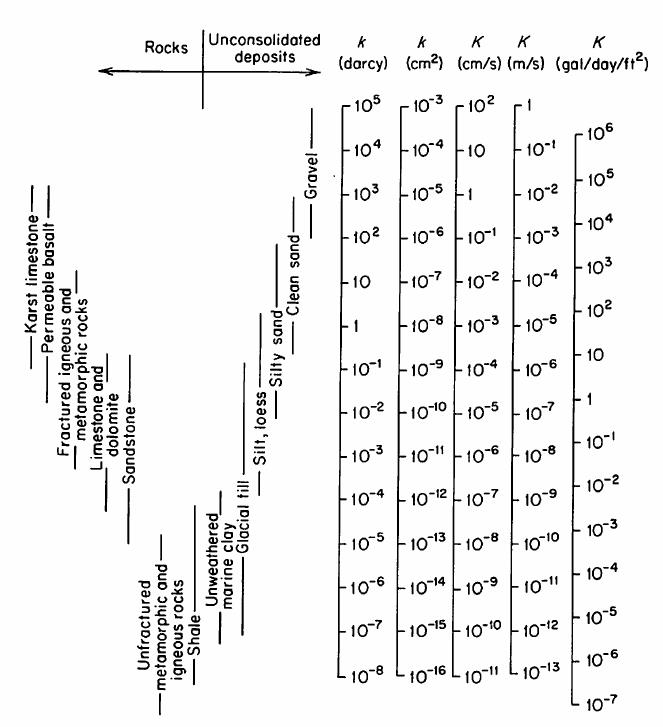 Rocks
Unconsolidated
deposits
k
(darcy)
k
(cm²)
K
(cm/s)
K
(m/s)
K
(gal/day/ft²)
Karst limestone
Permeable basalt
Fractured igneous and
metamorphic rocks
Limestone and
dolomite
Sandstone
Unfractured
metamorphic and
igneous rocks
Shale
Unweathered
marine clay
Glacial till
Silt, loess
Silty sand
Clean sand
Gravel
10⁵
10⁴
10³
10²
10
1
10⁻¹
10⁻²
10⁻³
10⁻⁴
10⁻⁵
10⁻⁶
10⁻⁷
10⁻⁸
10⁻³
10⁻⁴
10⁻⁵
10⁻⁶
10⁻⁷
10⁻⁸
10⁻⁹
10⁻¹⁰
10⁻¹¹
10⁻¹²
10⁻¹³
10⁻¹⁴
10⁻¹⁵
10⁻¹⁶
10²
10
1
10⁻¹
10⁻²
10⁻³
10⁻⁴
10⁻⁵
10⁻⁶
10⁻⁷
10⁻⁸
10⁻⁹
10⁻¹⁰
10⁻¹¹
1
10⁻¹
10⁻²
10⁻³
10⁻⁴
10⁻⁵
10⁻⁶
10⁻⁷
10⁻⁸
10⁻⁹
10⁻¹⁰
10⁻¹¹
10⁻¹²
10⁻¹³
10⁶
10⁵
10⁴
10³
10²
10
1
10⁻¹
10⁻²
10⁻³
10⁻⁴
10⁻⁵
10⁻⁶
10⁻⁷